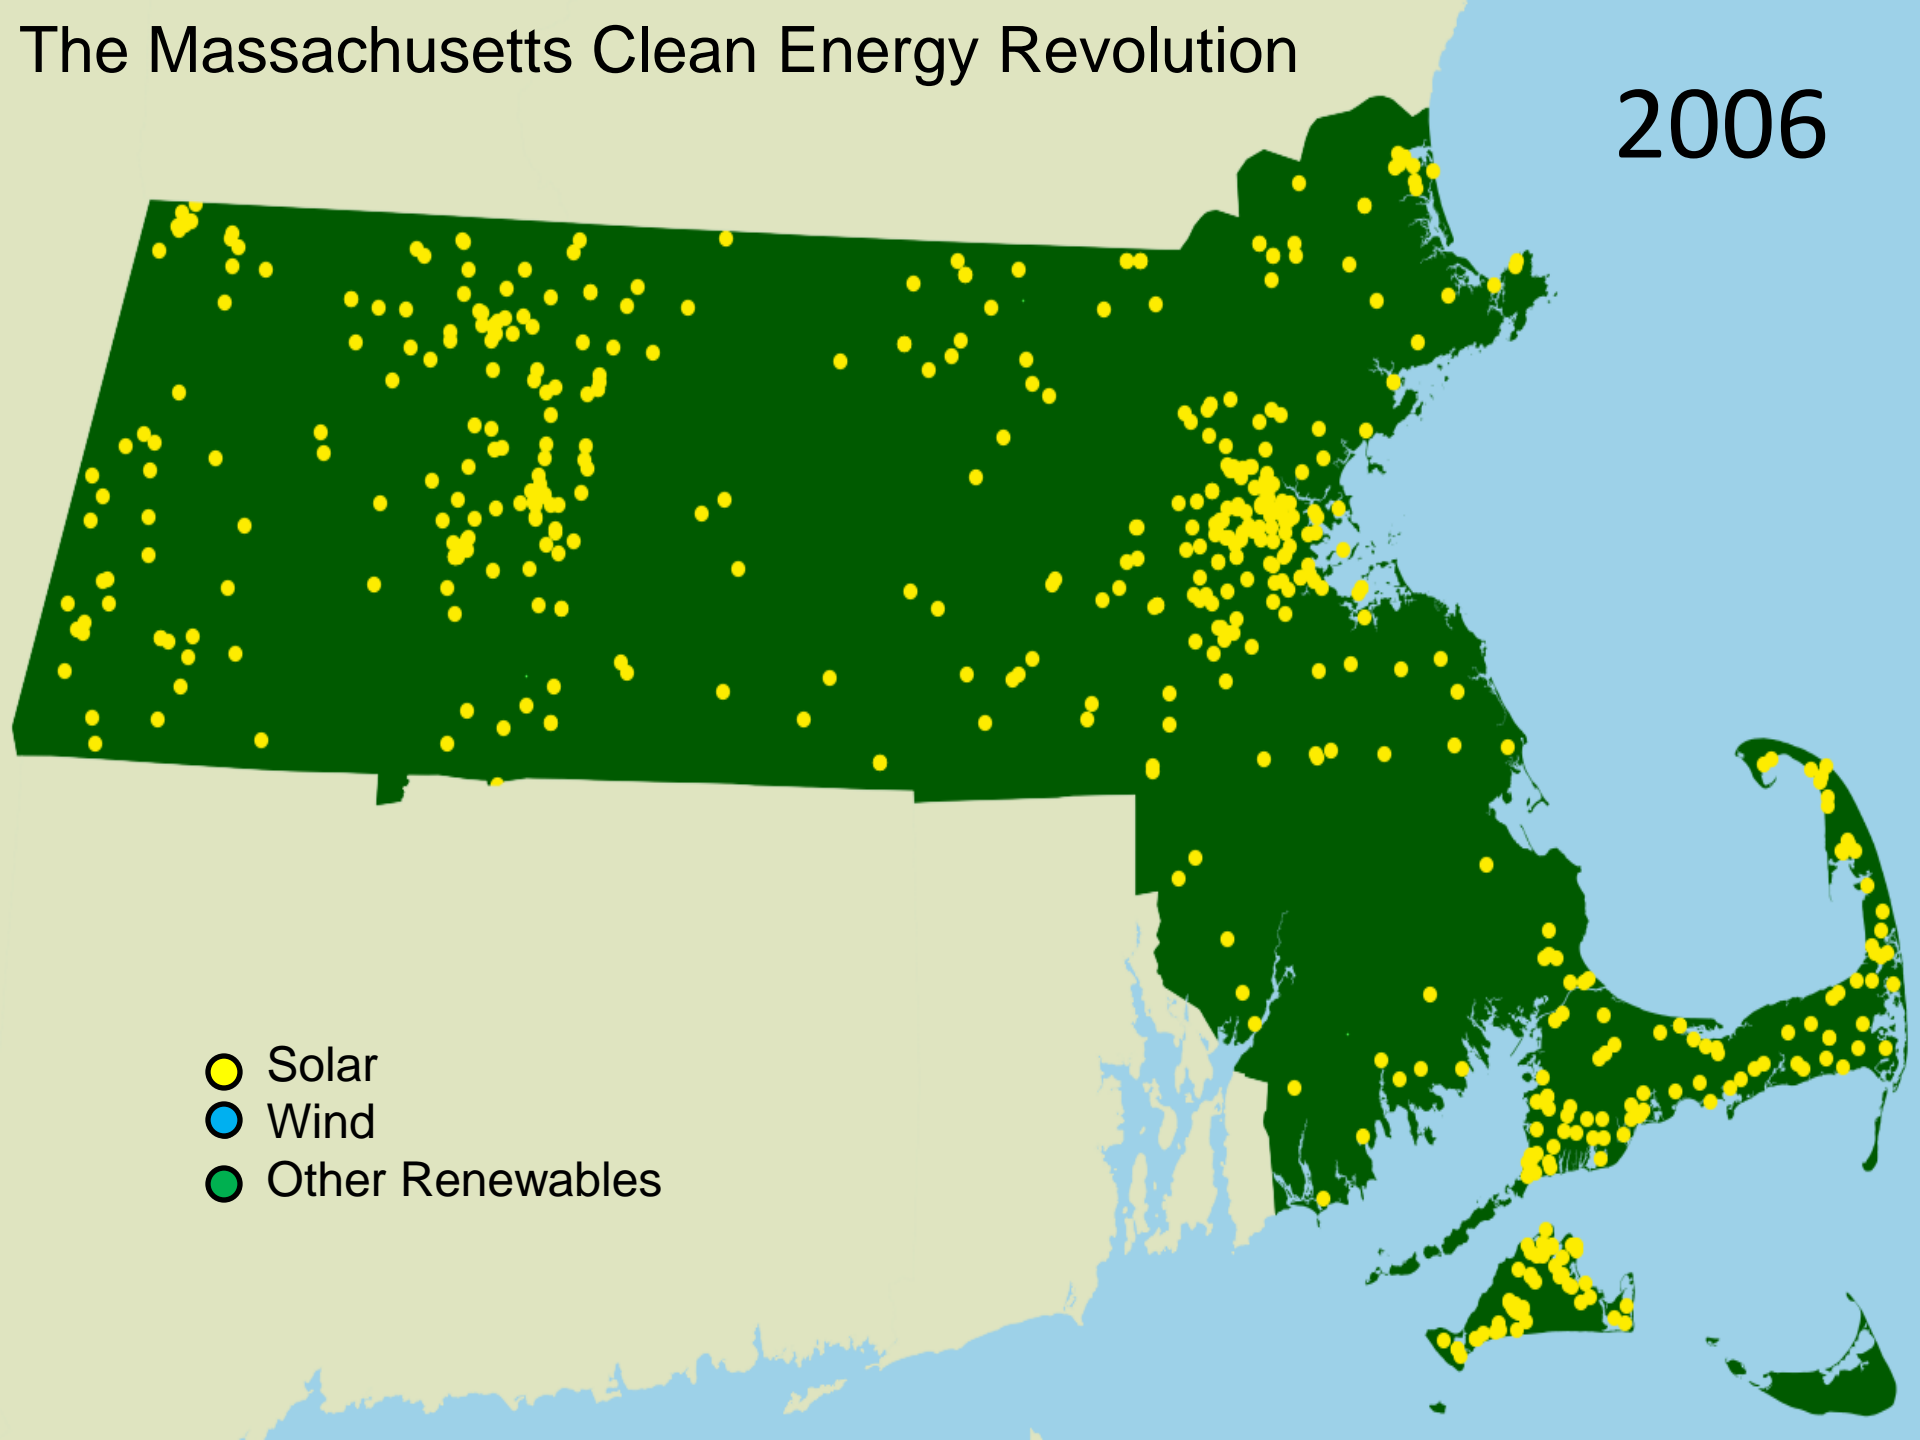 The Massachusetts Clean Energy Revolution
2006
Solar
Wind
Other Renewables